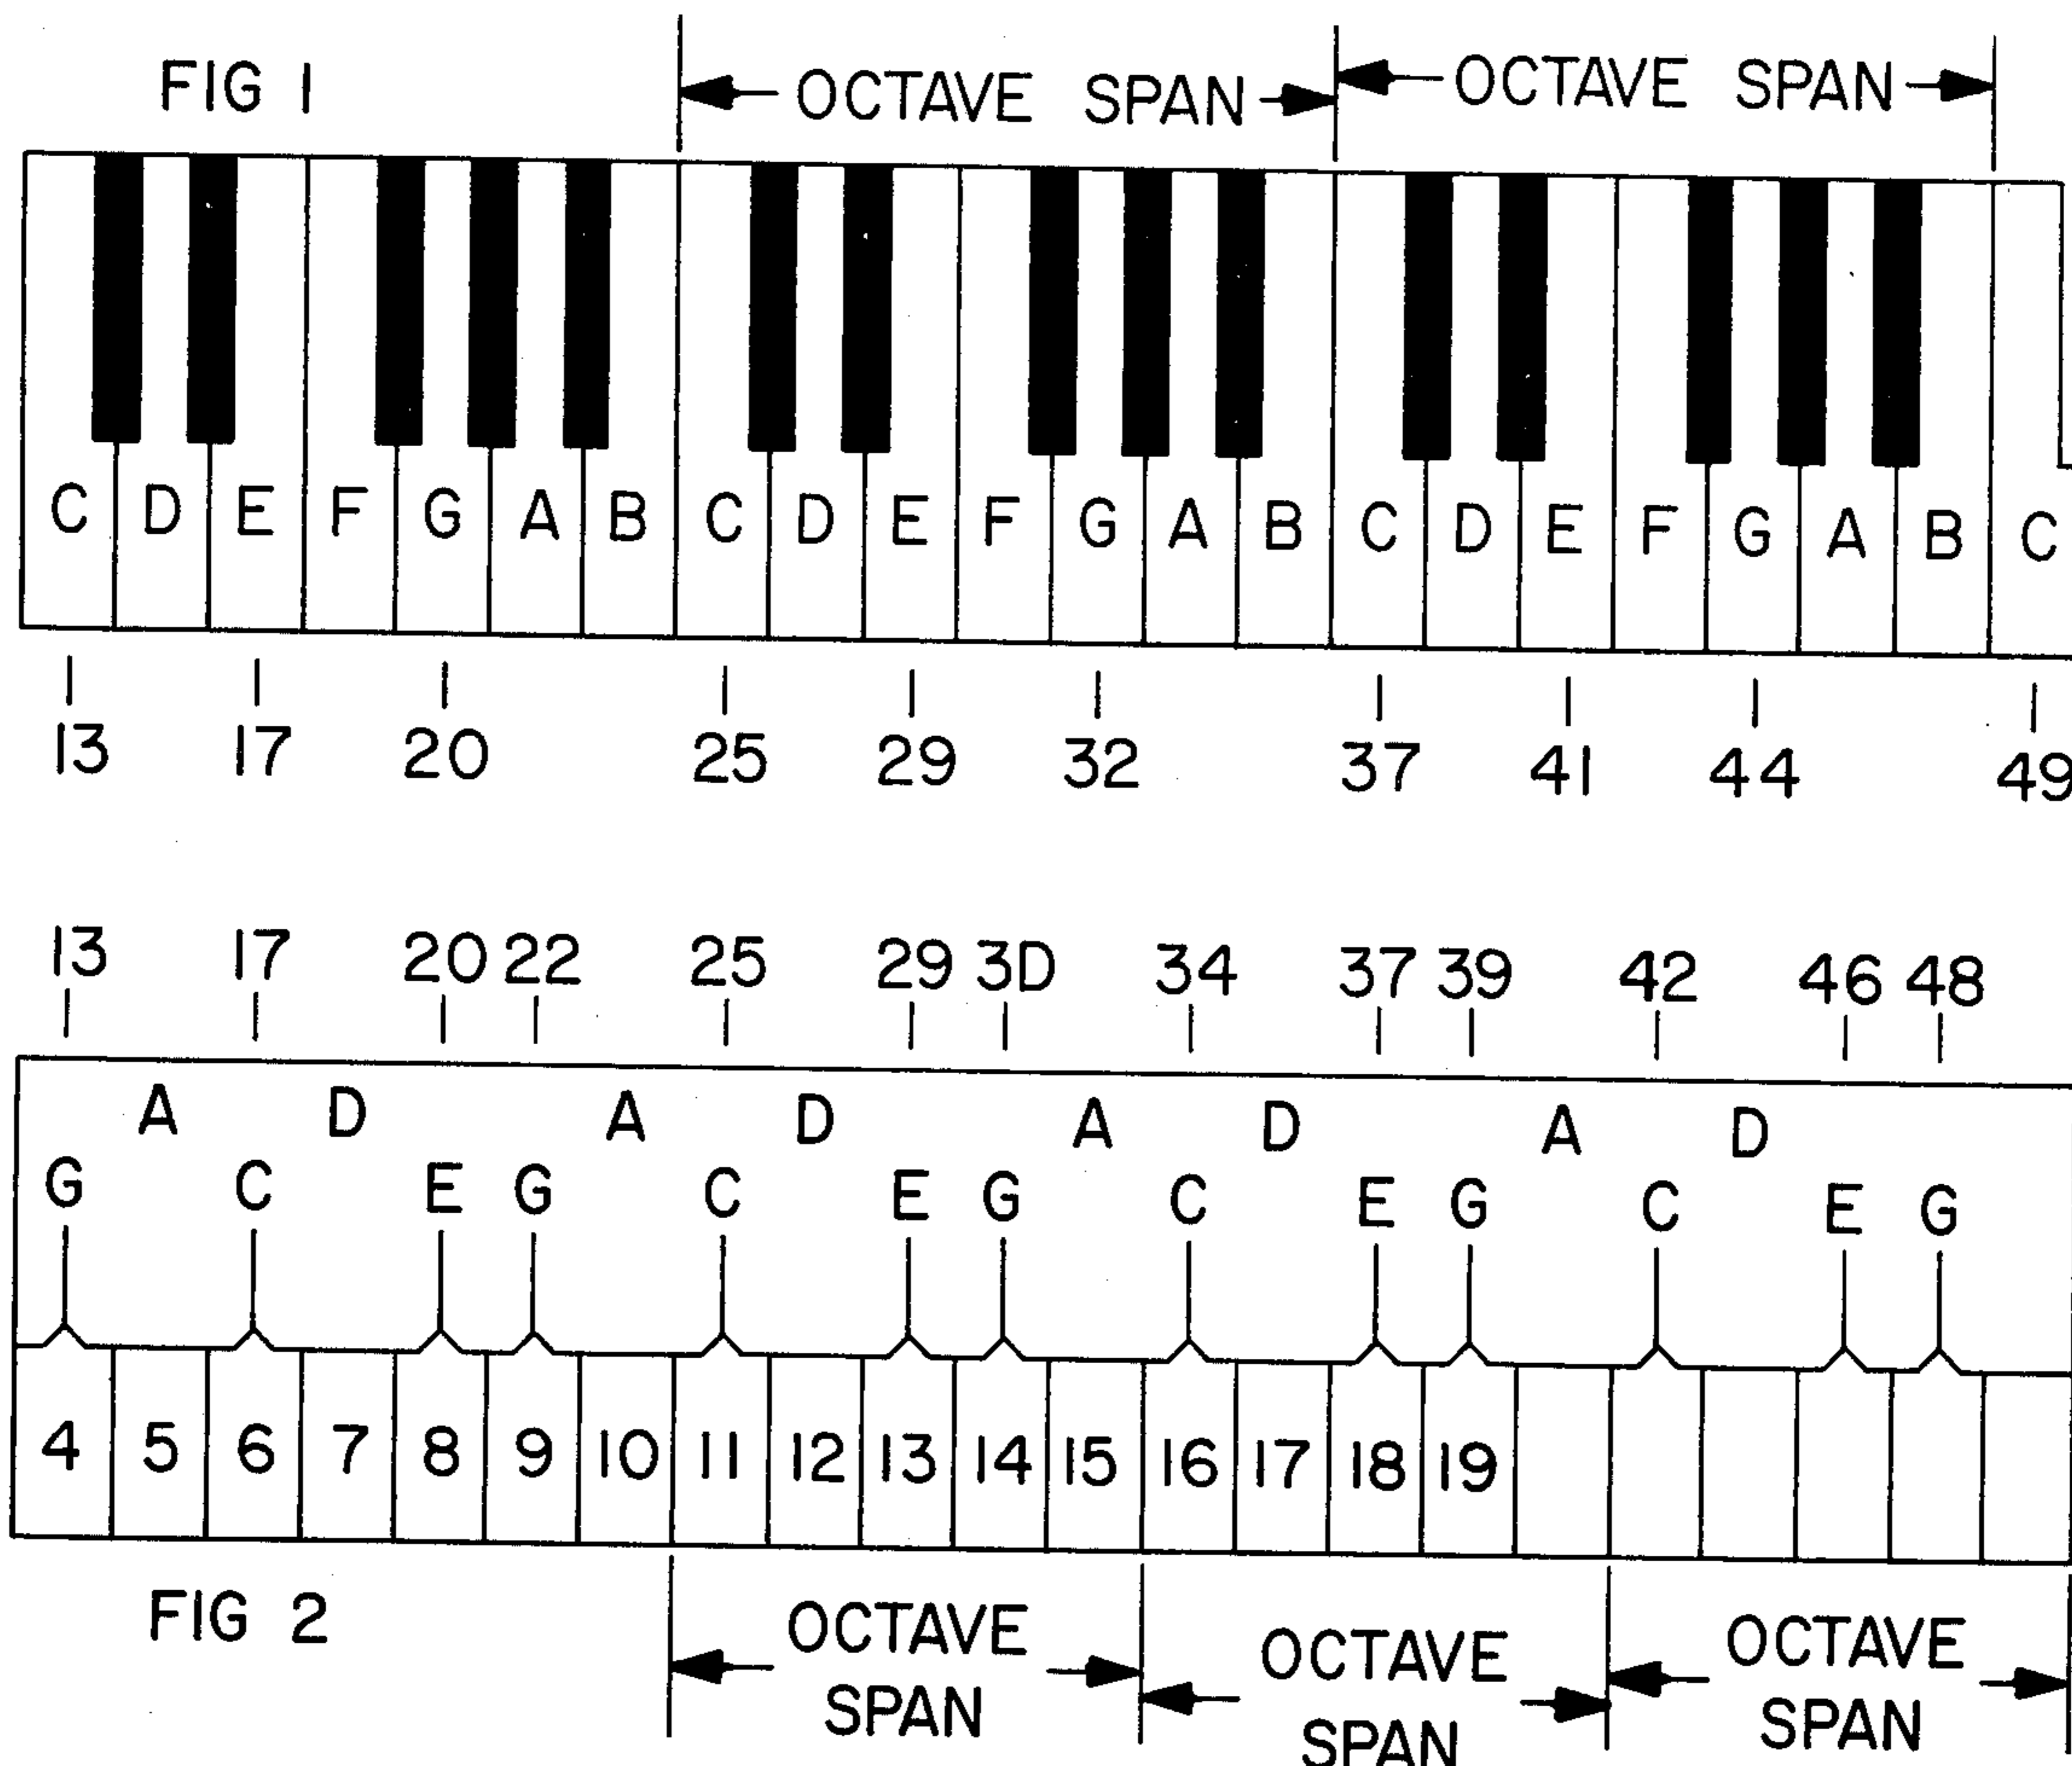 FIG 1
OCTAVE SPAN OCTAVE SPAN
C D E F G A B C D E F G A B C D E F G A B C
13 17 20 25 29 32 37 41 44 49
13 17 20 22 25 29 3D 34 37 39 42 46 48
A D A D A D A D
G C E G C E G C E G C E G
4 5 6 7 8 9 10 11 12 13 14 15 16 17 18 19
FIG 2
OCTAVE OCTAVE OCTAVE
SPAN SPAN SPAN